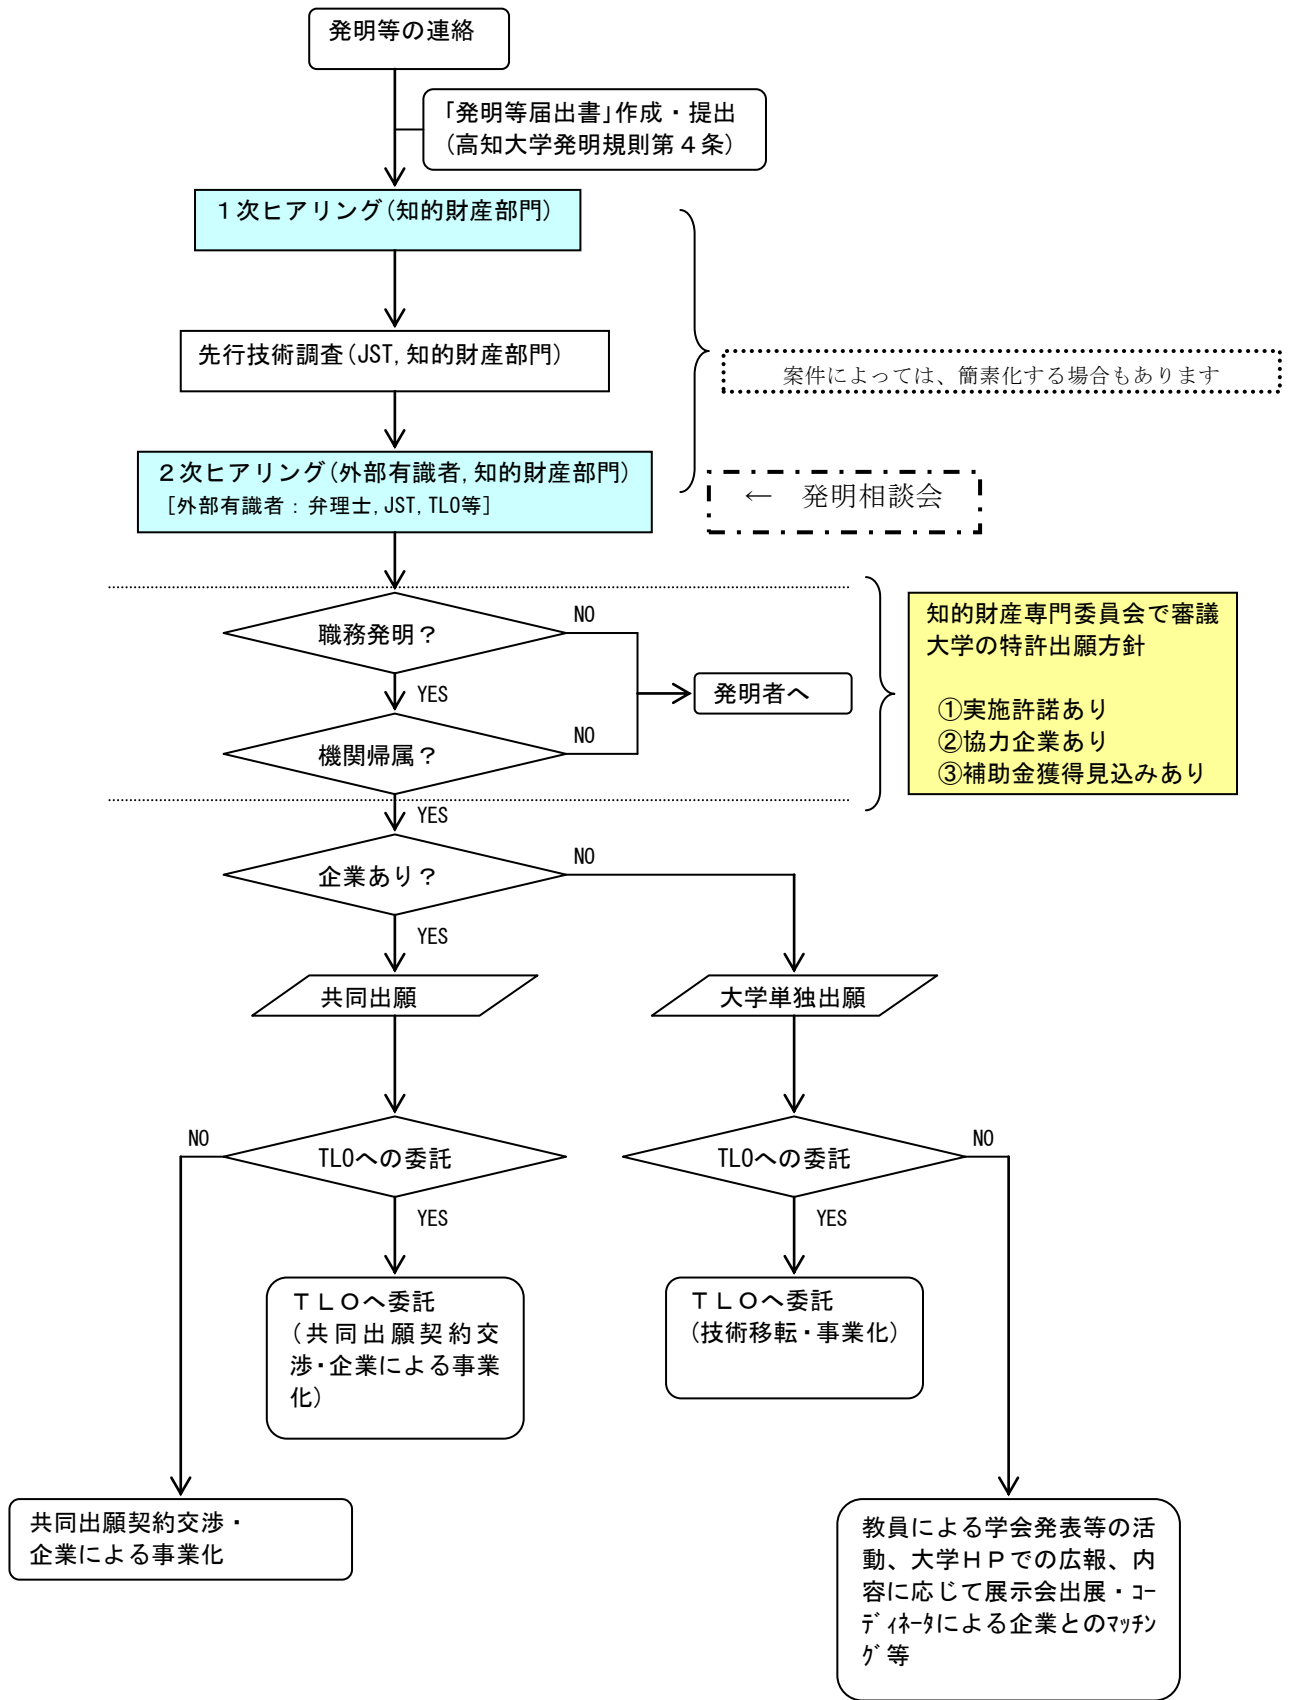 発明等の連絡
「発明等届出書」作成・提出
(高知大学発明規則第４条)
１次ヒアリング(知的財産部門)
先行技術調査(JST,知的財産部門)
案件によっては、簡素化する場合もあります
２次ヒアリング(外部有識者,知的財産部門)
[外部有識者：弁理士,JST,TLO等]
←　発明相談会
職務発明？
NO
YES
発明者へ
機関帰属？
NO
YES
知的財産専門委員会で審議
大学の特許出願方針
①実施許諾あり
②協力企業あり
③補助金獲得見込みあり
企業あり？
NO
YES
共同出願
大学単独出願
NO
TLOへの委託
YES
TLOへの委託
NO
YES
ＴＬＯへ委託
(共同出願契約交
渉・企業による事業
化)
ＴＬＯへ委託
(技術移転・事業化)
共同出願契約交渉・
企業による事業化
教員による学会発表等の活
動、大学ＨＰでの広報、内
容に応じて展示会出展・ｺｰ
ﾃﾞｨﾈｰﾀによる企業とのﾏｯﾁﾝ
ｸﾞ等